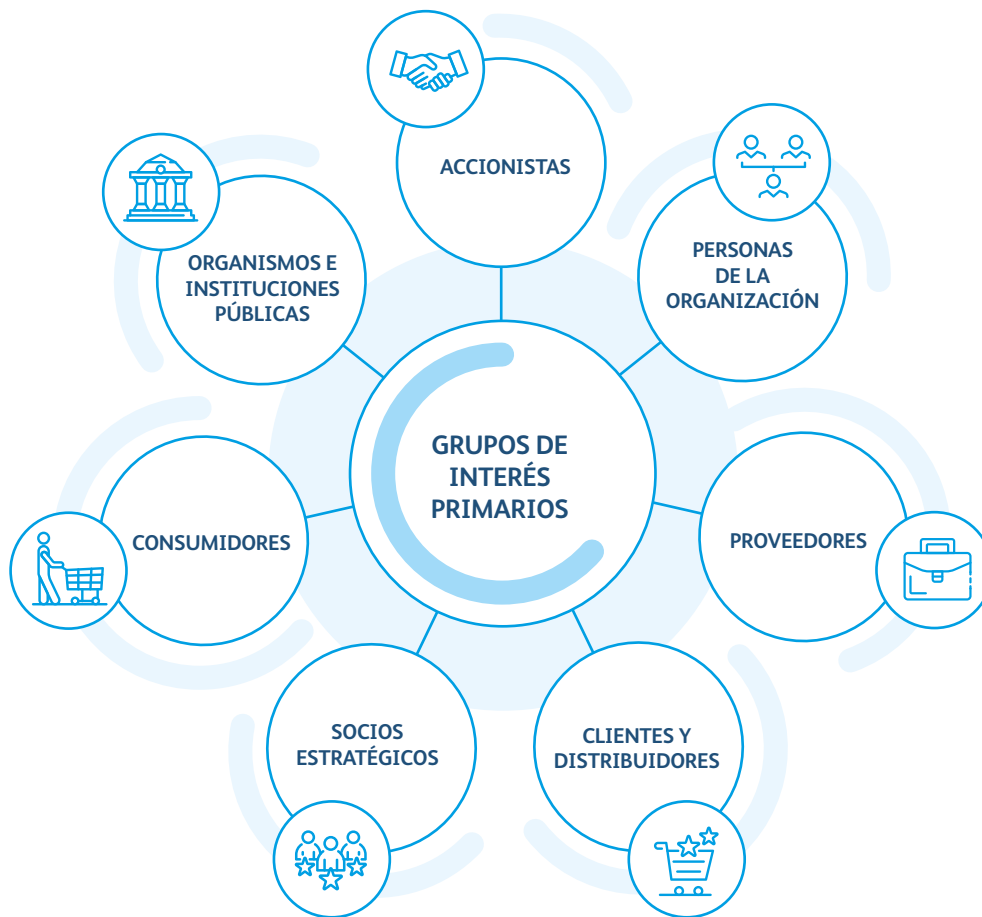 ACCIONISTAS
PERSONAS
DE LA
ORGANIZACIÓN
PROVEEDORES
CLIENTES Y
DISTRIBUIDORES
SOCIOS
ESTRATÉGICOS
CONSUMIDORES
ORGANISMOS E
INSTITUCIONES
PÚBLICAS
GRUPOS DE
INTERÉS
PRIMARIOS